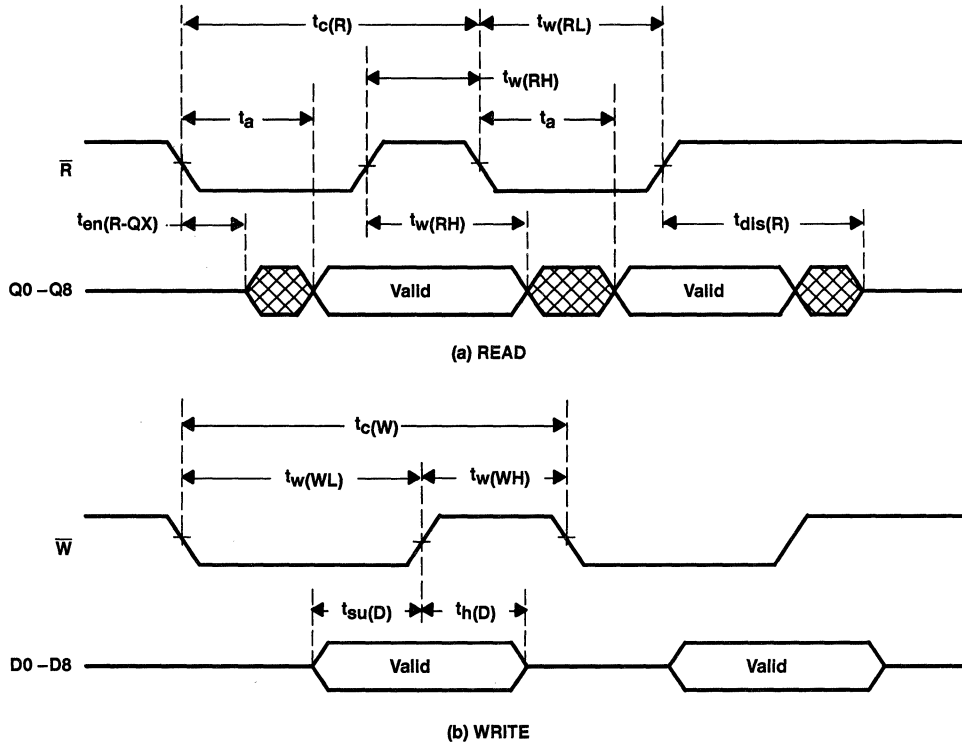 tc(R) tw(RL)
tw(RH)
ta ta
R̅
ten(R-QX) tw(RH) tdis(R)
Q0 – Q8 Valid Valid
(a) READ
tc(W)
tw(WL) tw(WH)
W̅
tsu(D) th(D)
D0 – D8 Valid Valid
(b) WRITE